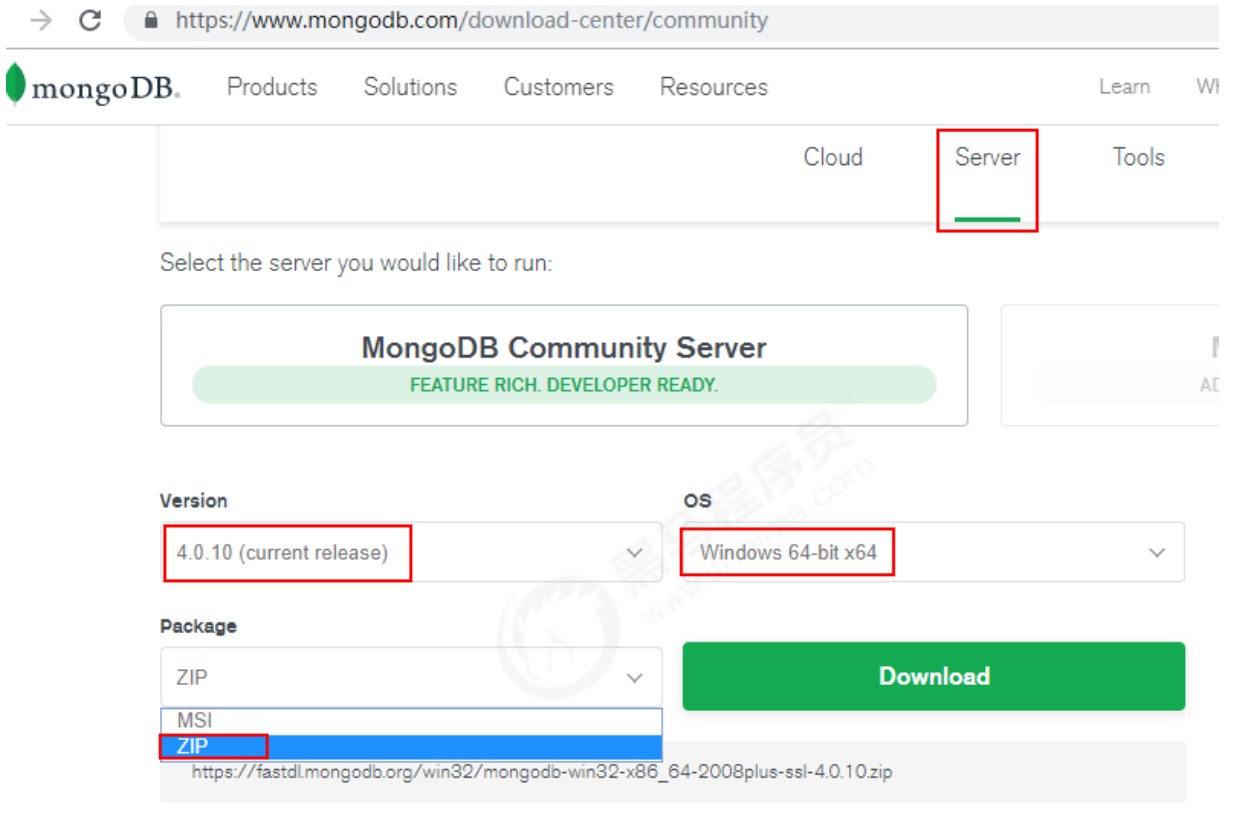 https://www.mongodb.com/download-center/community
mongoDB. Products Solutions Customers Resources Learn
Cloud Server Tools
Select the server you would like to run:
MongoDB Community Server
FEATURE RICH. DEVELOPER READY.
Version OS
4.0.10 (current release) Windows 64-bit x64
Package
ZIP Download
MSI
ZIP
https://fastdl.mongodb.org/win32/mongodb-win32-x86_64-2008plus-ssl-4.0.10.zip
黑马程序员™
www.itheima.com